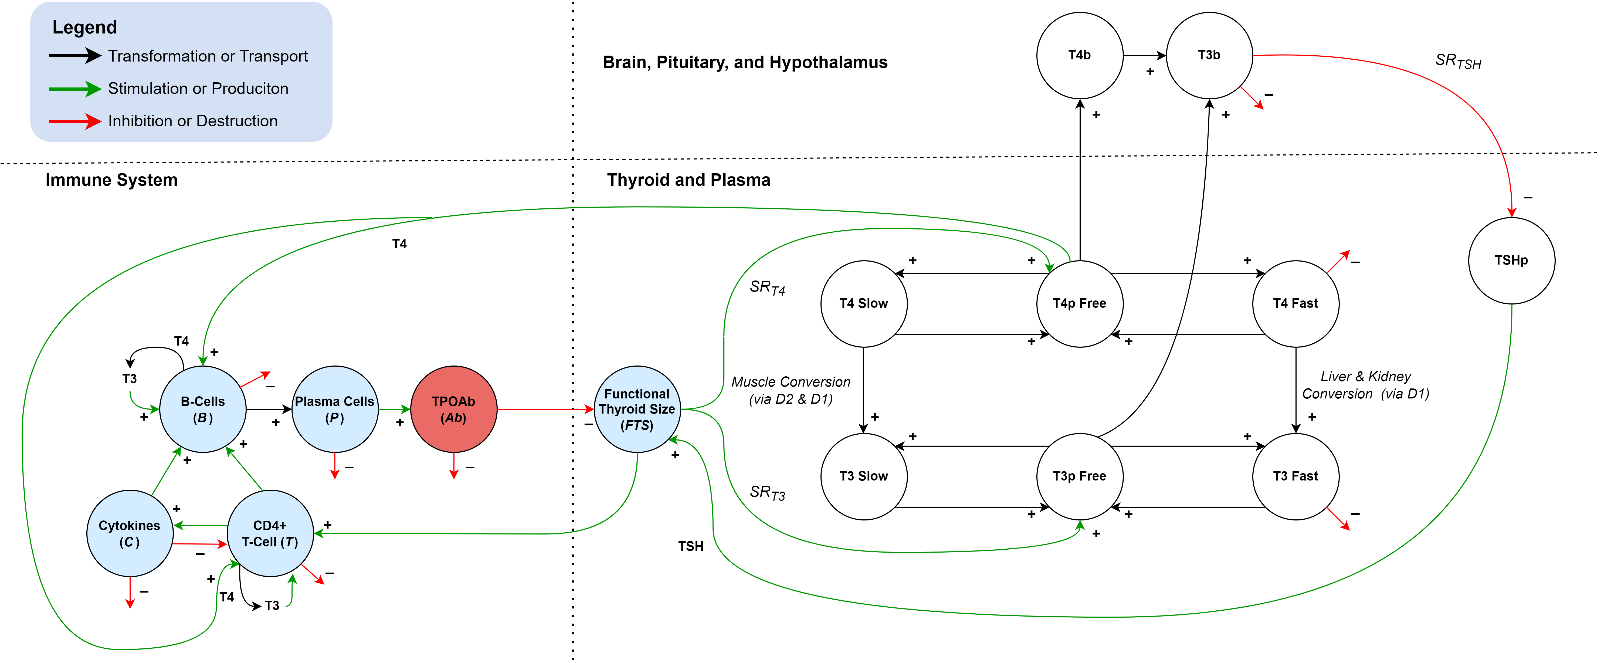 Legend
Transformation or Transport
Stimulation or Produciton
Inhibition or Destruction
Brain, Pituitary, and Hypothalamus
T4b
+
T3b
−
SR_TSH
+
+
−
Immune System
Thyroid and Plasma
T4
SR_T4
+
+
+
−
T4 Slow
T4p Free
T4 Fast
TSHp
+
+
T4
+
T3
−
+
B-Cells
(B)
+
Plasma Cells
(P)
−
+
TPOAb
(Ab)
−
−
Functional
Thyroid Size
(FTS)
+
Muscle Conversion
(via D2 & D1)
Liver & Kidney
Conversion (via D1)
+
+
+
+
+
+
T3 Slow
T3p Free
T3 Fast
SR_T3
+
+
−
+
Cytokines
(C)
−
+
−
CD4+
T-Cell (T)
+
−
+
T4
T3
TSH